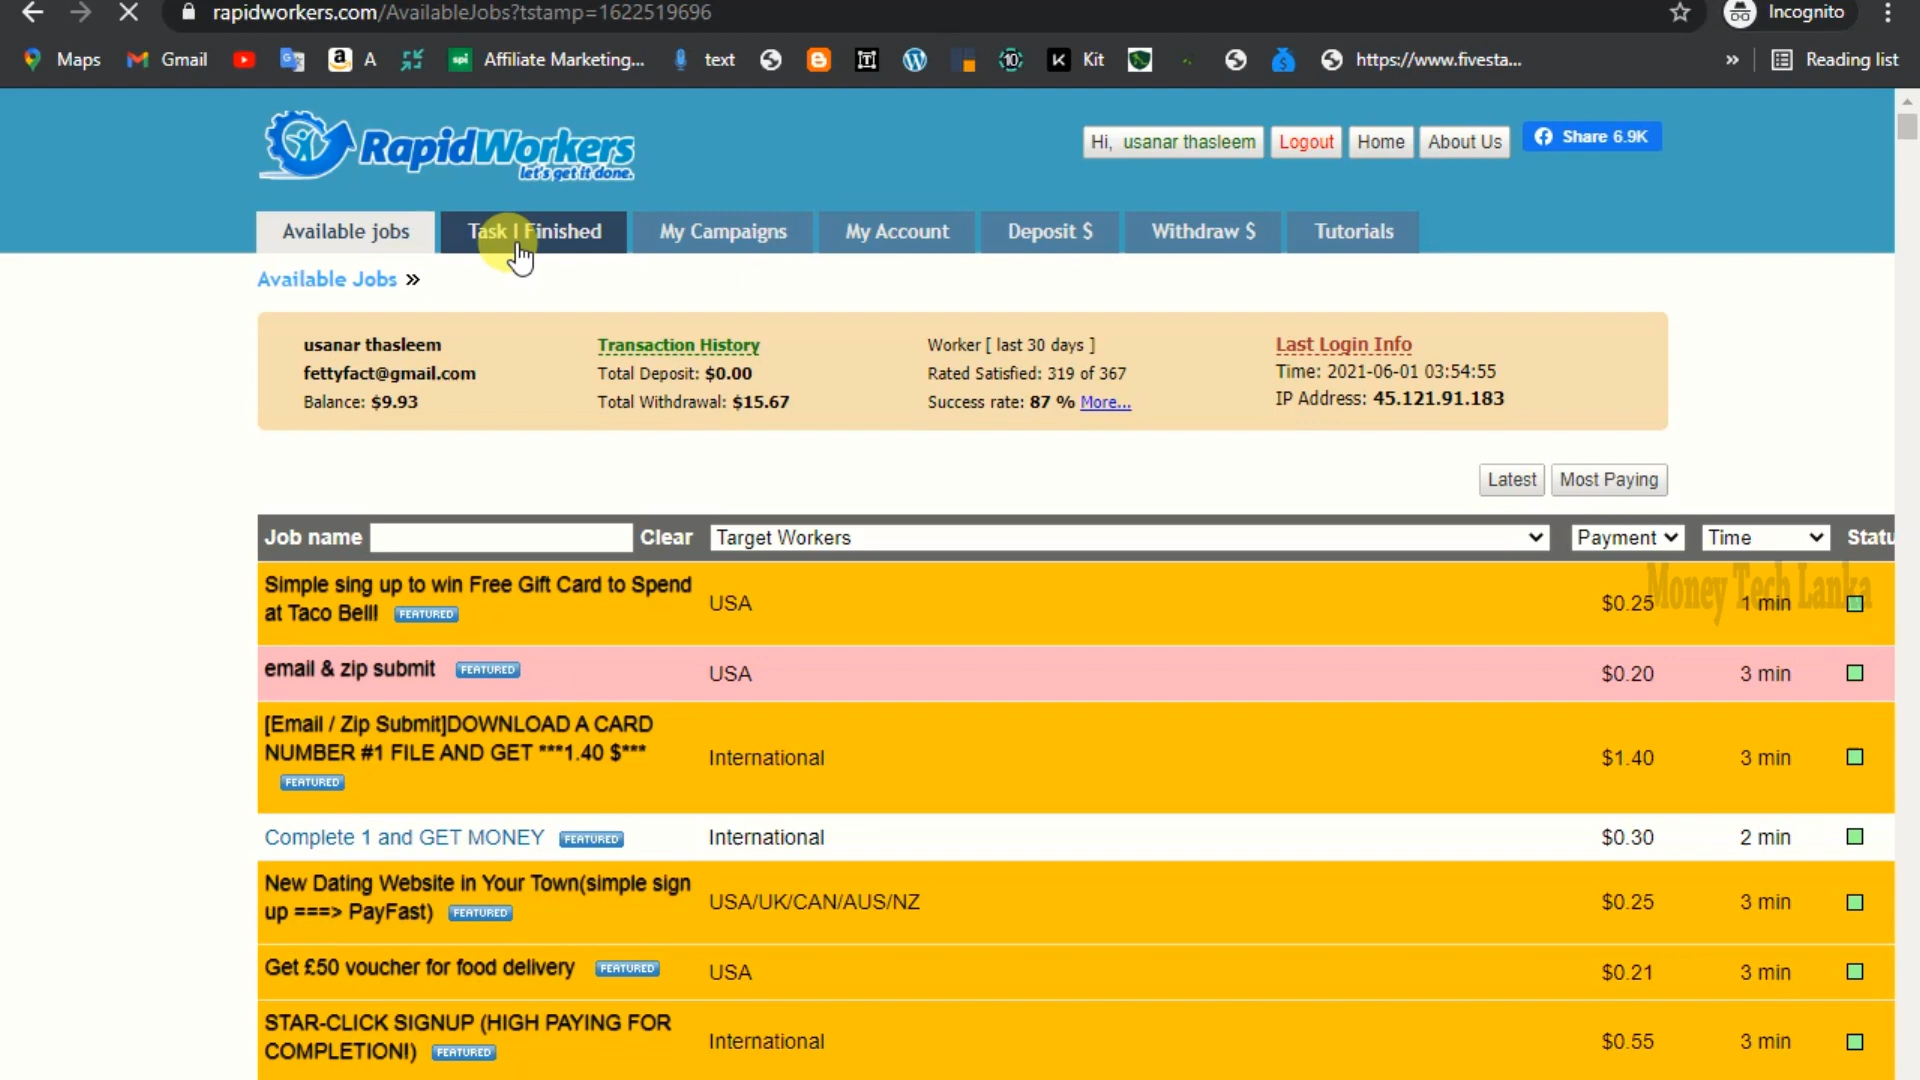 rapidworkers.com/AvailableJobs?tstamp=1622519696
Incognito
Maps
Gmail
A
spi
Affiliate Marketing...
text
10
Kit
https://www.fivesta...
»
Reading list
RapidWorkers
let's get it done.
Hi, usanar thasleem
Logout
Home
About Us
Share 6.9K
Available jobs
Task I Finished
My Campaigns
My Account
Deposit $
Withdraw $
Tutorials
Available Jobs »
usanar thasleem
fettyfact@gmail.com
Balance: $9.93
Transaction History
Total Deposit: $0.00
Total Withdrawal: $15.67
Worker [ last 30 days ]
Rated Satisfied: 319 of 367
Success rate: 87 % More...
Last Login Info
Time: 2021-06-01 03:54:55
IP Address: 45.121.91.183
Latest
Most Paying
Job name Clear Target Workers Payment Time Statu
Money Tech Lanka
Simple sing up to win Free Gift Card to Spend
at Taco Belll FEATURED
USA $0.25 1 min
email & zip submit FEATURED USA $0.20 3 min
[Email / Zip Submit]DOWNLOAD A CARD
NUMBER #1 FILE AND GET ***1.40 $***
FEATURED
International $1.40 3 min
Complete 1 and GET MONEY FEATURED International $0.30 2 min
New Dating Website in Your Town(simple sign
up ===> PayFast) FEATURED
USA/UK/CAN/AUS/NZ $0.25 3 min
Get £50 voucher for food delivery FEATURED USA $0.21 3 min
STAR-CLICK SIGNUP (HIGH PAYING FOR
COMPLETION!) FEATURED
International $0.55 3 min